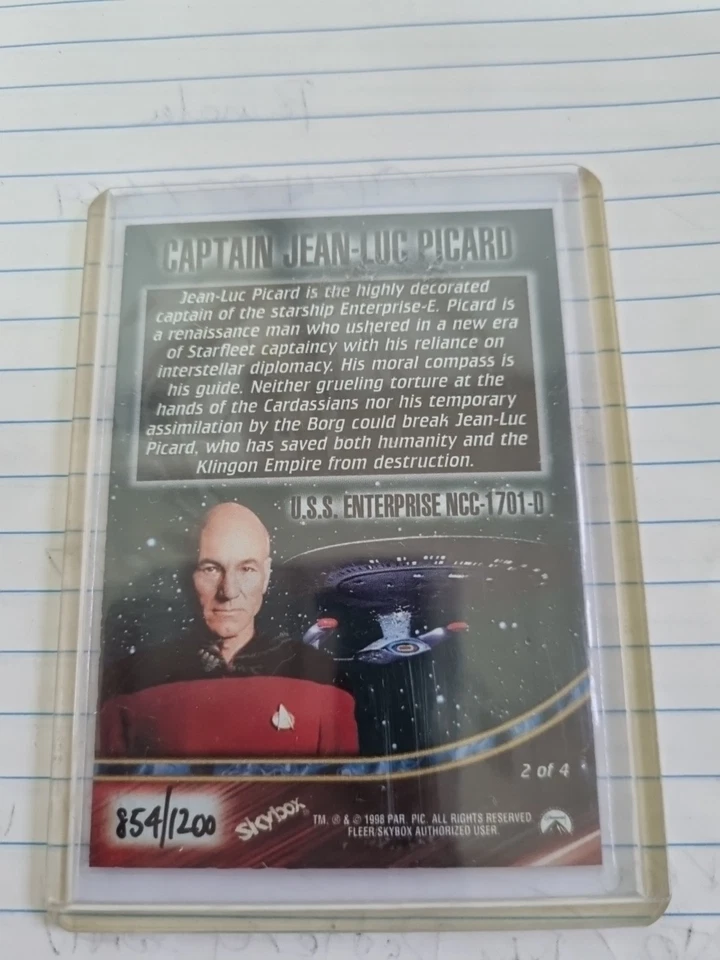 CAPTAIN JEAN-LUC PICARD
Jean-Luc Picard is the highly decorated
captain of the starship Enterprise-E. Picard is
a renaissance man who ushered in a new era
of Starfleet captaincy with his reliance on
interstellar diplomacy. His moral compass is
his guide. Neither grueling torture at the
hands of the Cardassians nor his temporary
assimilation by the Borg could break Jean-Luc
Picard, who has saved both humanity and the
Klingon Empire from destruction.
U.S.S. ENTERPRISE NCC-1701-D
2 of 4
854/1200
skybox
TM, ® & © 1998 PAR. PIC. ALL RIGHTS RESERVED
FLEER/SKYBOX AUTHORIZED USER.